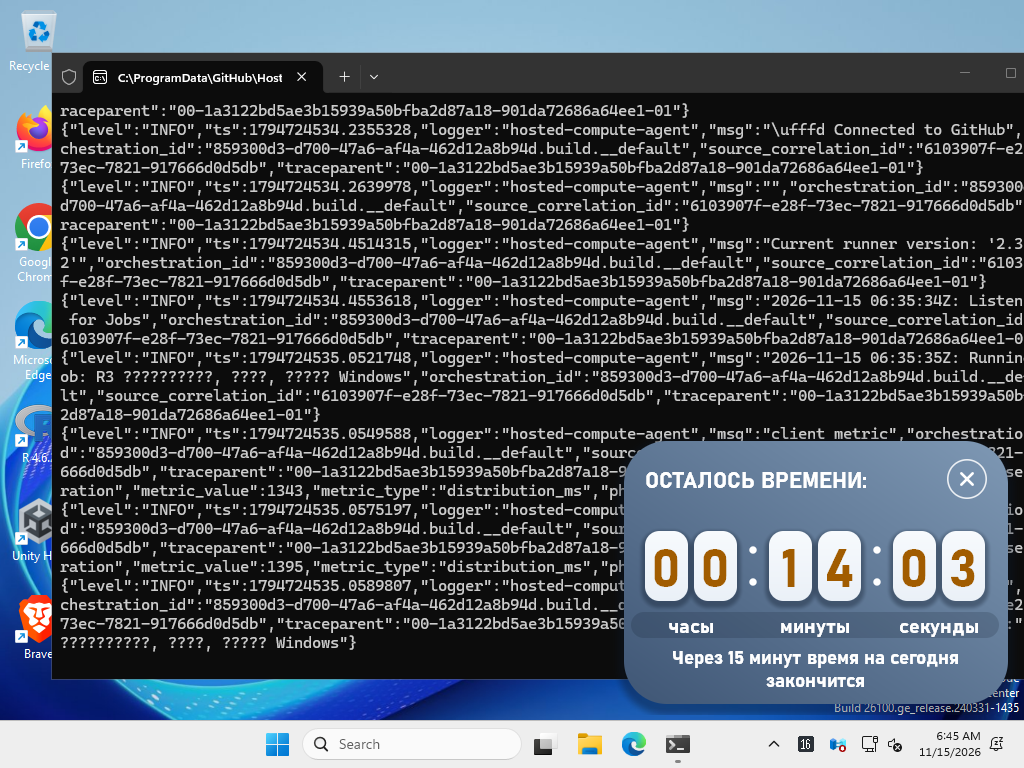 Recycle
C:\ProgramData\GitHub\Host
raceparent":"00-1a3122bd5ae3b15939a50bfba2d87a18-901da72686a64ee1-01"}
{"level":"INFO","ts":1794724534.2355328,"logger":"hosted-compute-agent","msg":"\ufffd Connected to GitHub",
chestration_id":"859300d3-d700-47a6-af4a-462d12a8b94d.build.__default","source_correlation_id":"6103907f-e2
73ec-7821-917666d0d5db","traceparent":"00-1a3122bd5ae3b15939a50bfba2d87a18-901da72686a64ee1-01"}
{"level":"INFO","ts":1794724534.2639978,"logger":"hosted-compute-agent","msg":"","orchestration_id":"859300
d700-47a6-af4a-462d12a8b94d.build.__default","source_correlation_id":"6103907f-e28f-73ec-7821-917666d0d5db"
raceparent":"00-1a3122bd5ae3b15939a50bfba2d87a18-901da72686a64ee1-01"}
{"level":"INFO","ts":1794724534.4514315,"logger":"hosted-compute-agent","msg":"Current runner version: '2.3
2'","orchestration_id":"859300d3-d700-47a6-af4a-462d12a8b94d.build.__default","source_correlation_id":"6103
f-e28f-73ec-7821-917666d0d5db","traceparent":"00-1a3122bd5ae3b15939a50bfba2d87a18-901da72686a64ee1-01"}
{"level":"INFO","ts":1794724534.4553618,"logger":"hosted-compute-agent","msg":"2026-11-15 06:35:34Z: Listen
for Jobs","orchestration_id":"859300d3-d700-47a6-af4a-462d12a8b94d.build.__default","source_correlation_id
6103907f-e28f-73ec-7821-917666d0d5db","traceparent":"00-1a3122bd5ae3b15939a50bfba2d87a18-901da72686a64ee1-0
{"level":"INFO","ts":1794724535.0521748,"logger":"hosted-compute-agent","msg":"2026-11-15 06:35:35Z: Runnin
ob: R3 ??????????, ????, ????? Windows","orchestration_id":"859300d3-d700-47a6-af4a-462d12a8b94d.build.__de
lt","source_correlation_id":"6103907f-e28f-73ec-7821-917666d0d5db","traceparent":"00-1a3122bd5ae3b15939a50b
2d87a18-901da72686a64ee1-01"}
{"level":"INFO","ts":1794724535.0549588,"logger":"hosted-compute-agent","msg":"client metric","orchestratio
d":"859300d3-d700-47a6-af4a-462d12a8b94d.build.__default","sour
666d0d5db","traceparent":"00-1a3122bd5ae3b15939a50bfba2d87a18-9
ration","metric_value":1343,"metric_type":"distribution_ms","ph
{"level":"INFO","ts":1794724535.0575197,"logger":"hosted-comput
d":"859300d3-d700-47a6-af4a-462d12a8b94d.build.__default","sour
666d0d5db","traceparent":"00-1a3122bd5ae3b15939a50bfba2d87a18-9
ration","metric_value":1395,"metric_type":"distribution_ms","ph
{"level":"INFO","ts":1794724535.0589807,"logger":"hosted-comput
chestration_id":"859300d3-d700-47a6-af4a-462d12a8b94d.build.__d
73ec-7821-917666d0d5db","traceparent":"00-1a3122bd5ae3b15939a50
??????????, ????, ????? Windows"}
Firefo
Google
Chrom
Micros
Edge
R 4.6.
Unity H
Brave
ОСТАЛОСЬ ВРЕМЕНИ:
00:14:03
часы минуты секунды
Через 15 минут время на сегодня
закончится
Build 26100.ge_release.240331-1435
Search
16
6:45 AM
11/15/2026